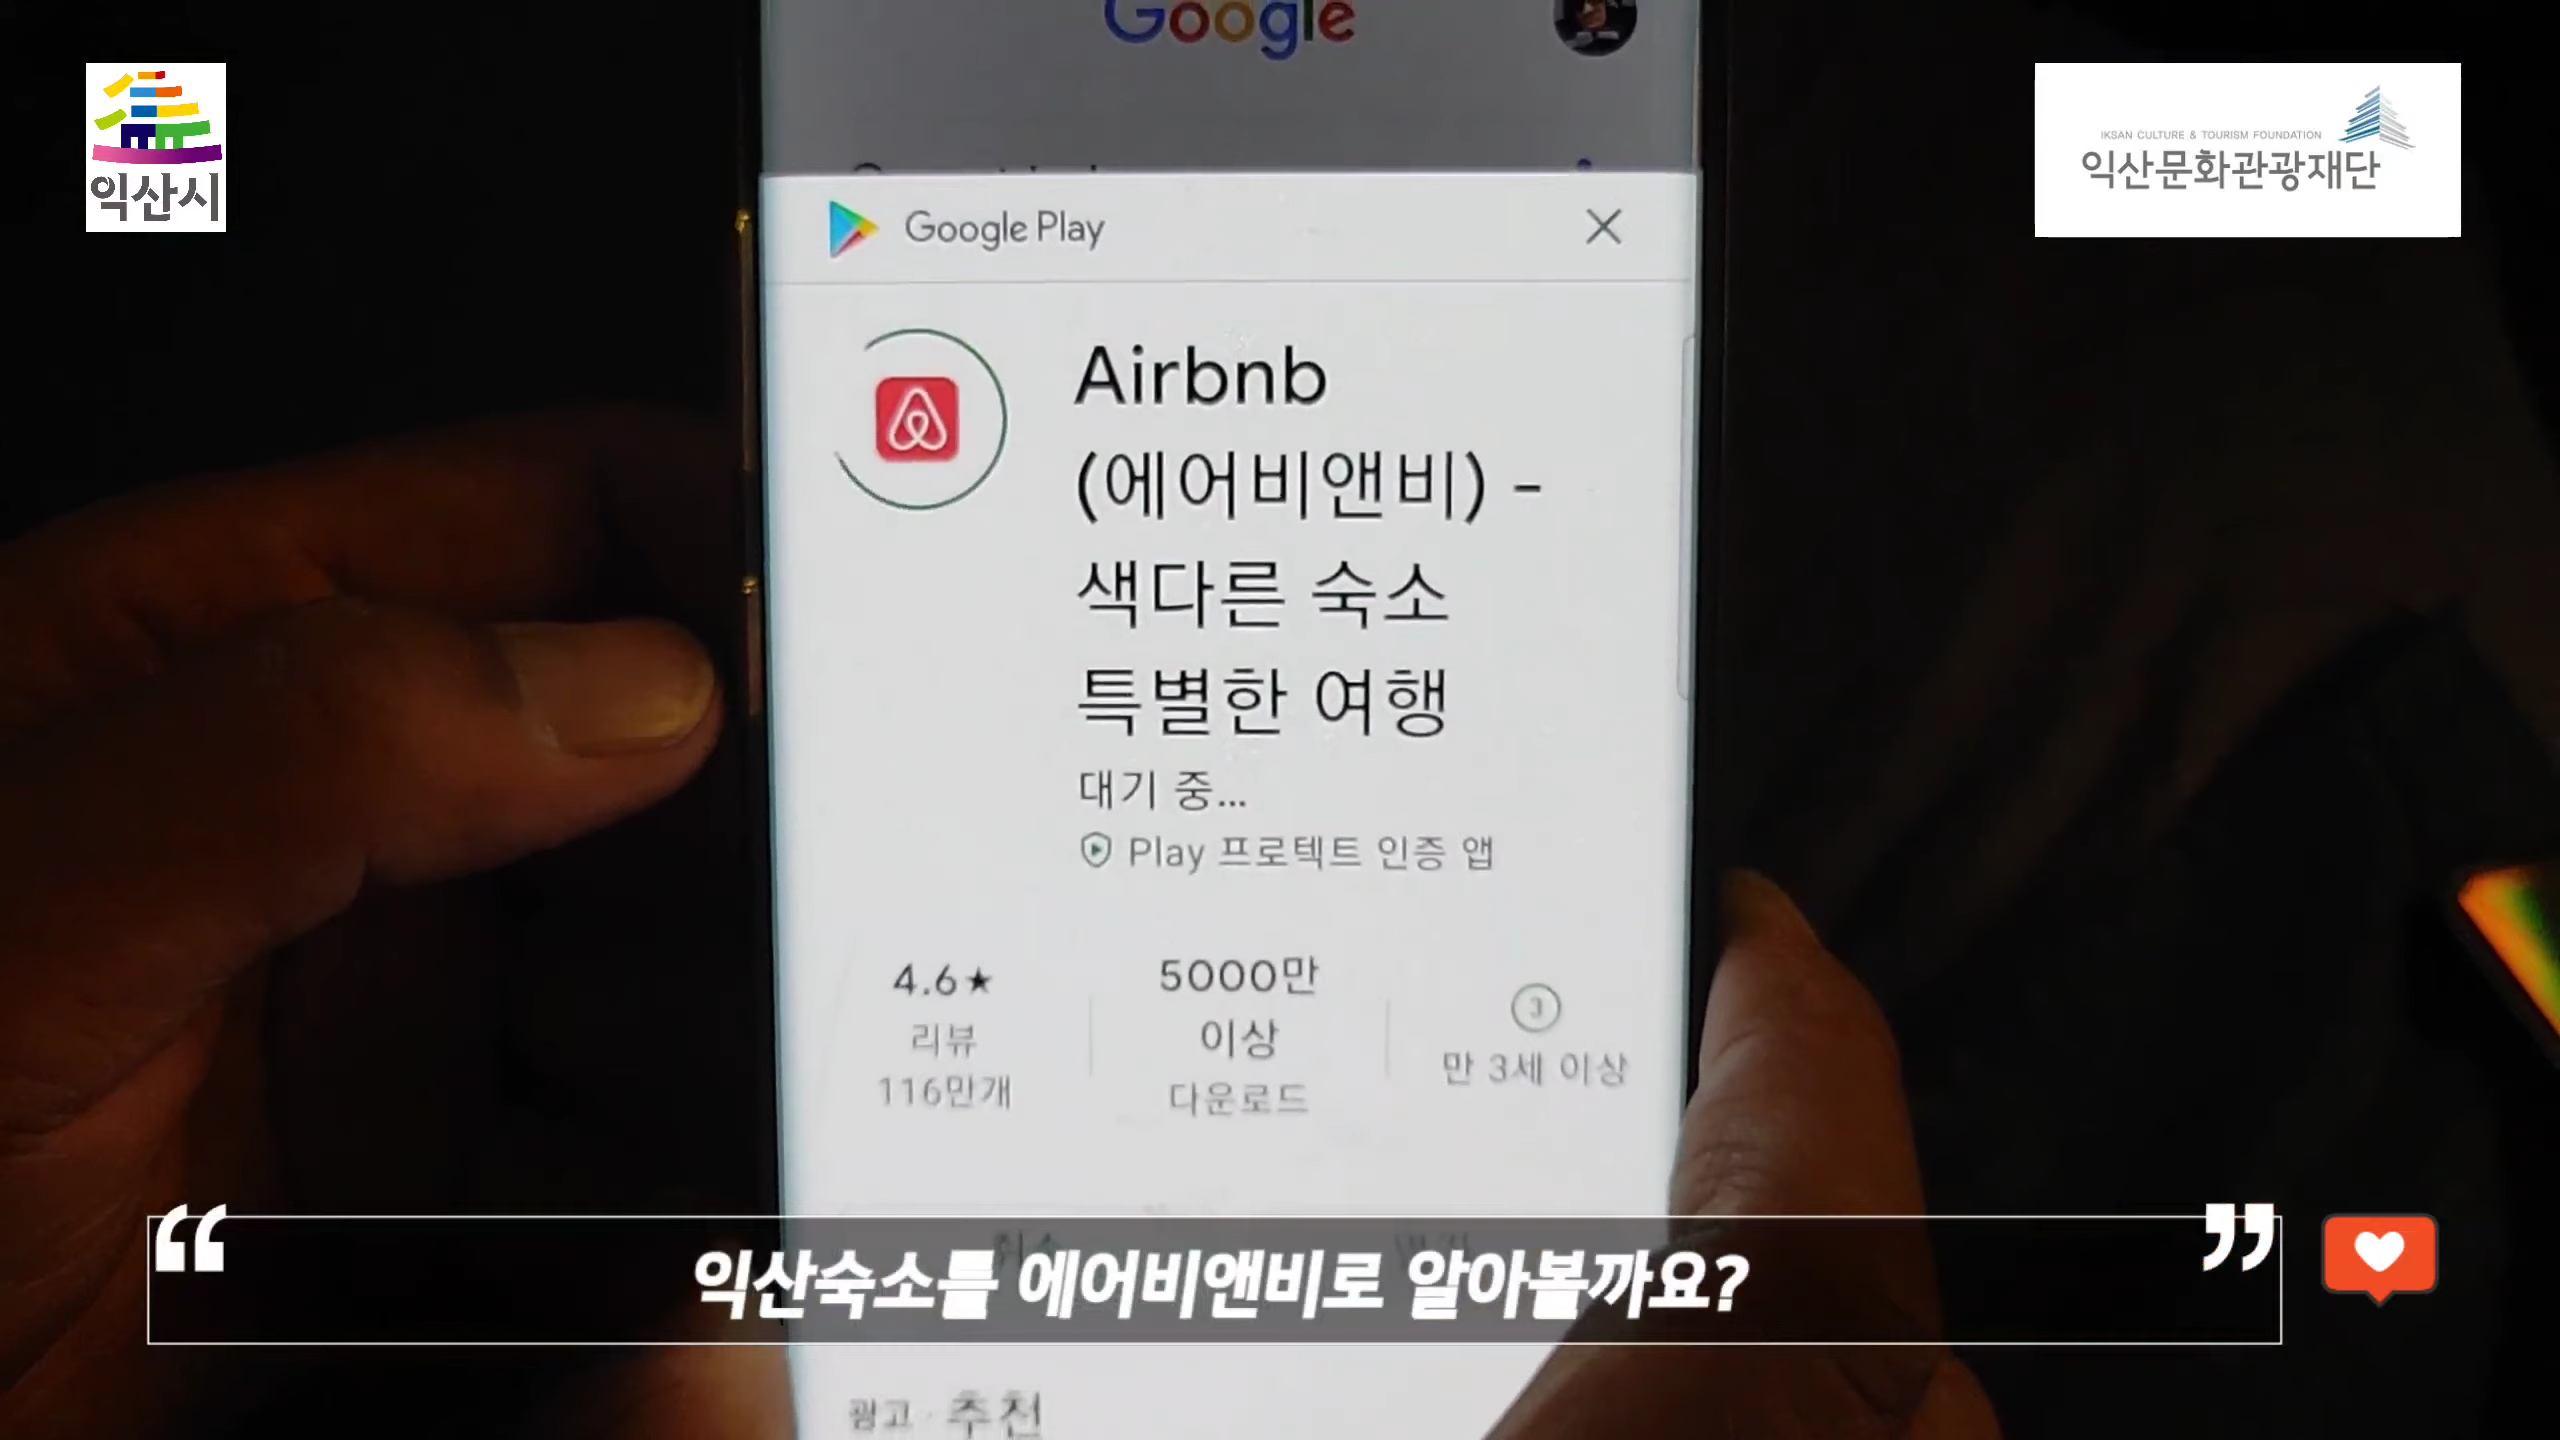 Google
익산시
IKSAN CULTURE & TOURISM FOUNDATION
익산문화관광재단
Google Play
Airbnb
(에어비앤비) -
색다른 숙소
특별한 여행
대기 중...
Play 프로텍트 인증 앱
4.6★
리뷰
116만개
5000만
이상
다운로드
3
만 3세 이상
“ 익산숙소를 에어비앤비로 알아볼까요? ”
광고 · 추천